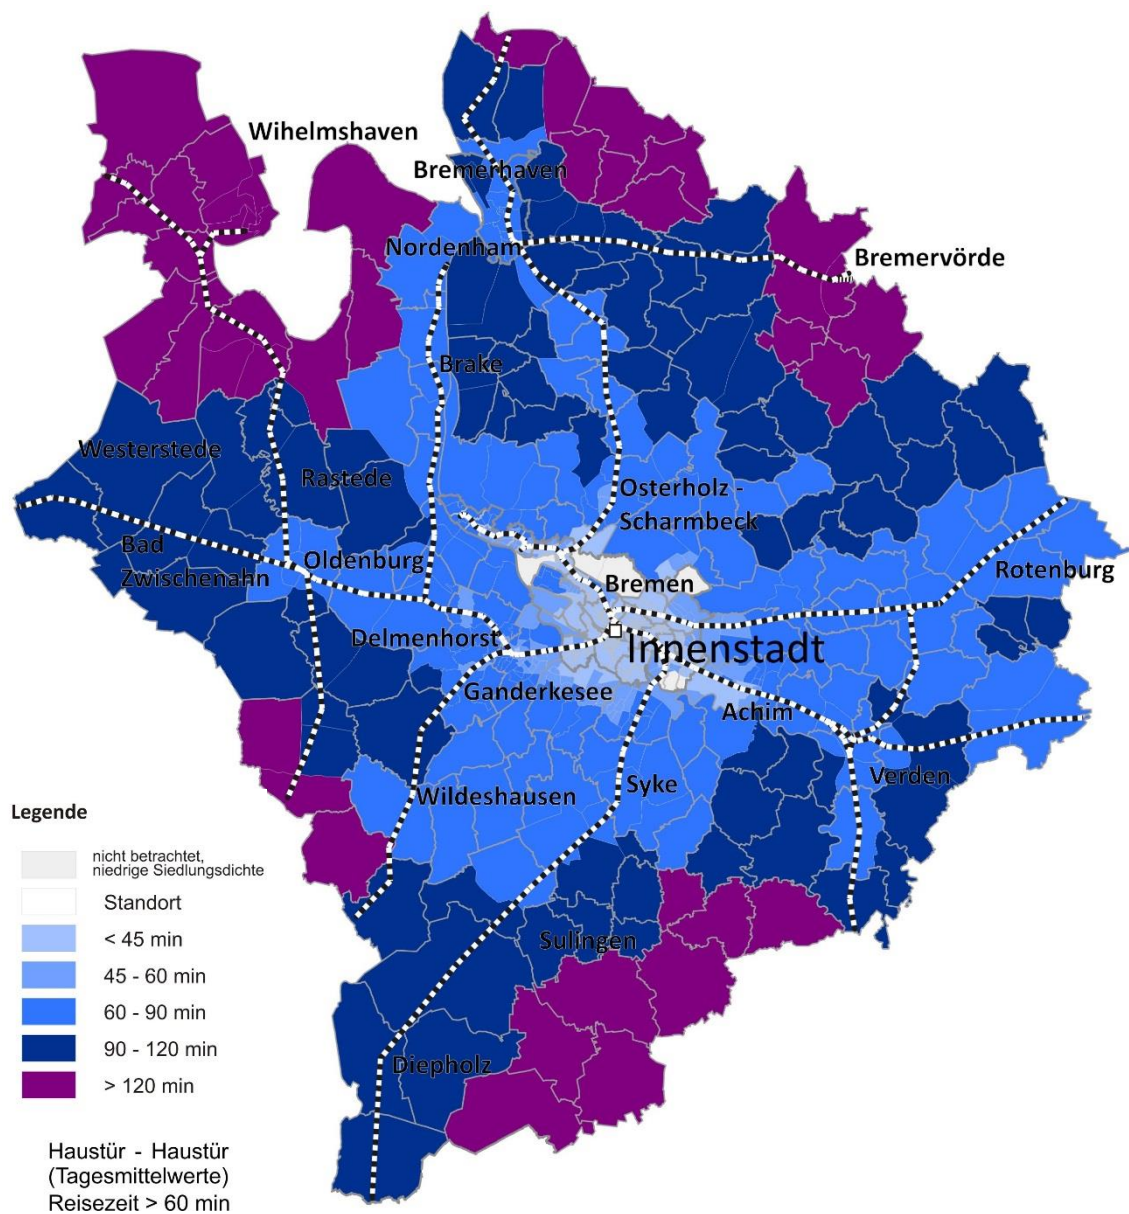 Wihelmshaven
Bremerhaven
Nordenham
Bremervörde
Brake
Westerstede
Rastede
Osterholz -
Scharmbeck
Bad
Zwischenahn
Oldenburg
Bremen
Rotenburg
Delmenhorst
Innenstadt
Ganderkesee
Achim
Verden
Wildeshausen
Syke
Sulingen
Diepholz
Legende
nicht betrachtet,
niedrige Siedlungsdichte
Standort
< 45 min
45 - 60 min
60 - 90 min
90 - 120 min
> 120 min
Haustür - Haustür
(Tagesmittelwerte)
Reisezeit > 60 min